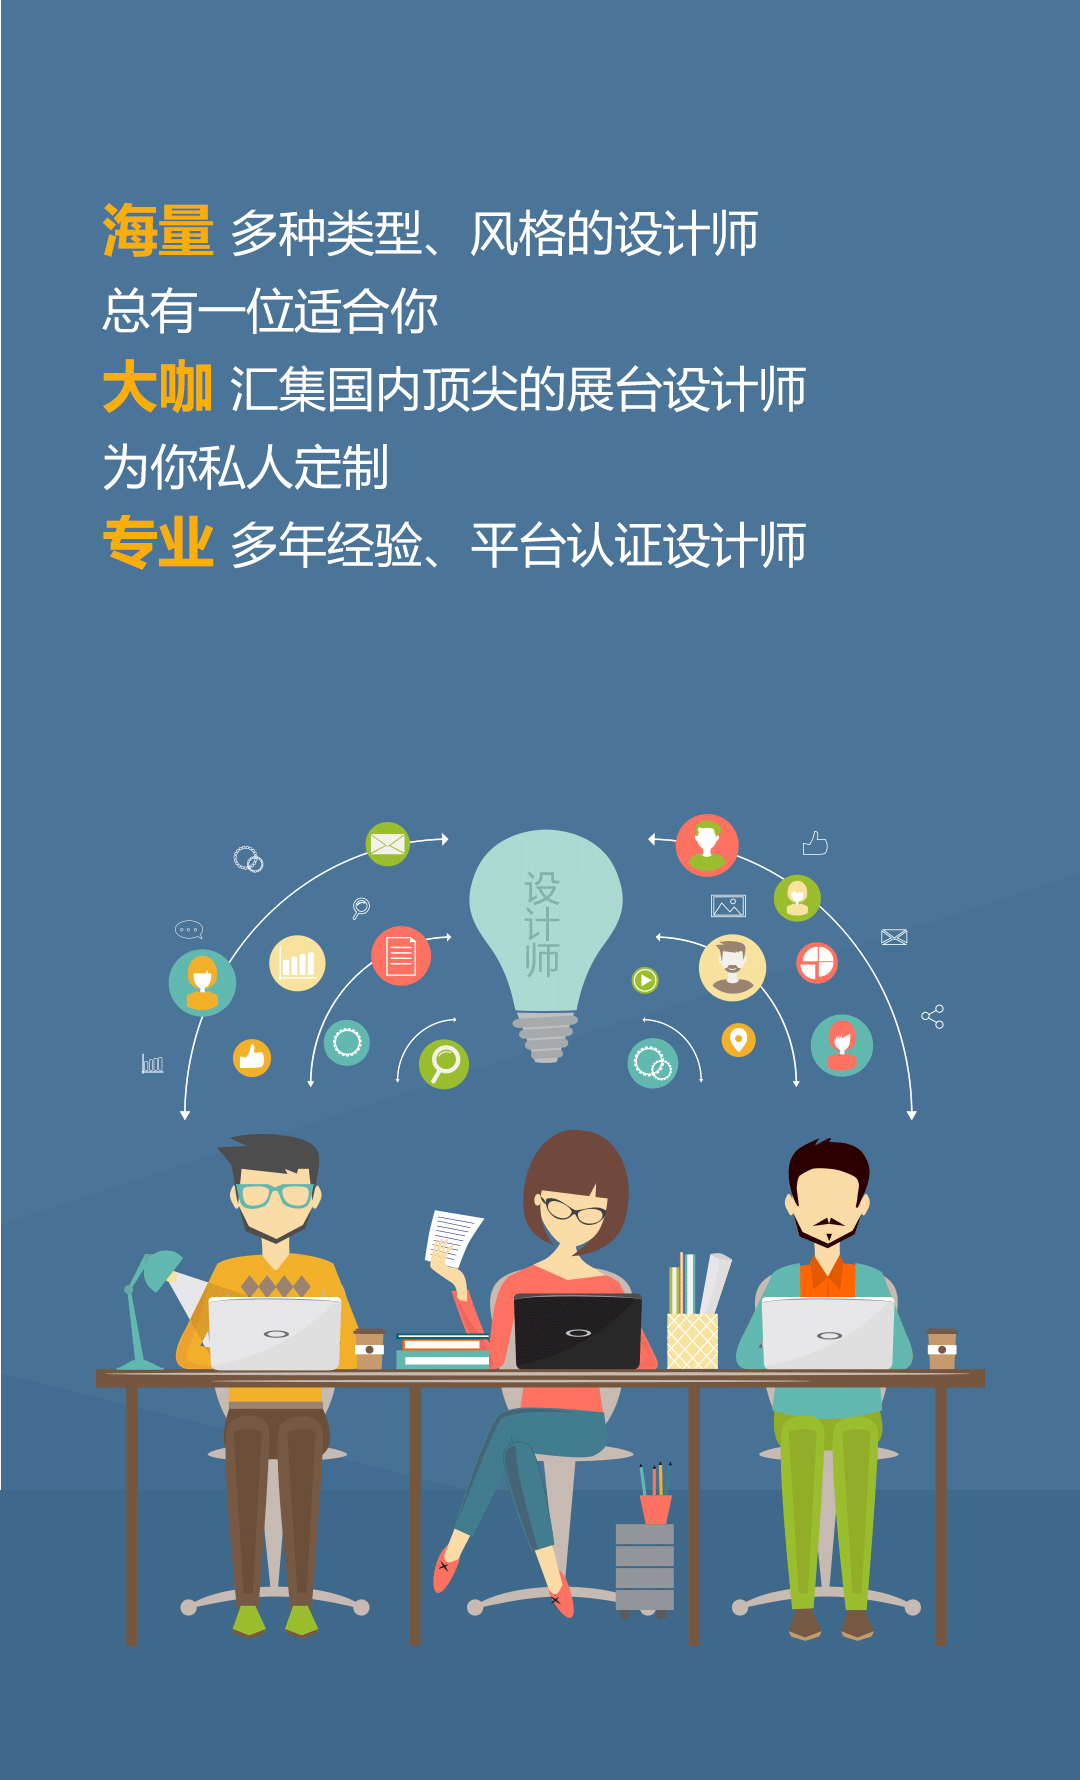 海量 多种类型、风格的设计师
总有一位适合你
大咖 汇集国内顶尖的展台设计师
为你私人定制
专业 多年经验、平台认证设计师
设计师